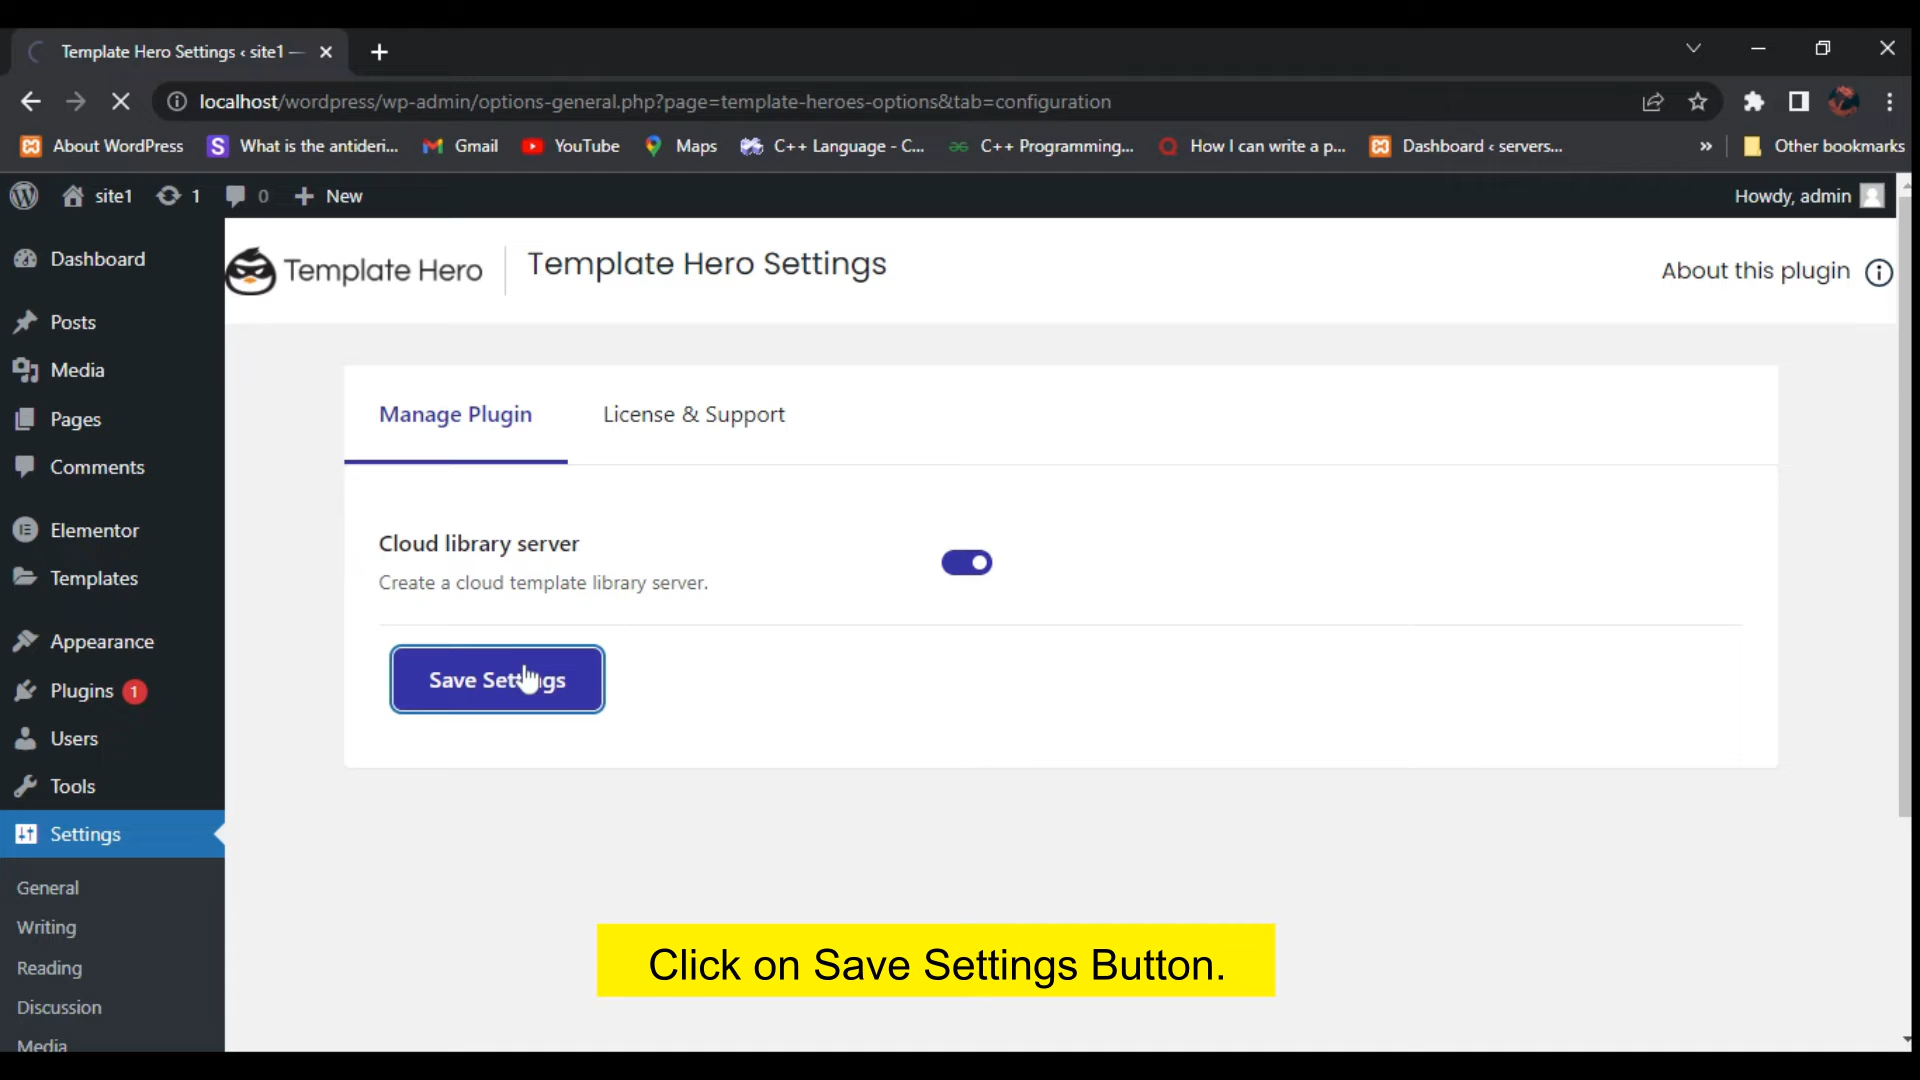 Template Hero Settings ‹ site1 —
localhost/wordpress/wp-admin/options-general.php?page=template-heroes-options&tab=configuration
About WordPress
S What is the antideri...
Gmail
YouTube
Maps
C++ Language - C...
C++ Programming,...
How I can write a p...
Dashboard ‹ servers...
»
Other bookmarks
site1
1
0
New
Howdy, admin
Template Hero
Template Hero Settings
About this plugin
Dashboard
Posts
Media
Pages
Comments
Elementor
Templates
Appearance
Plugins 1
Users
Tools
Settings
General
Writing
Reading
Discussion
Media
Manage Plugin
License & Support
Cloud library server
Create a cloud template library server.
Save Settings
Click on Save Settings Button.